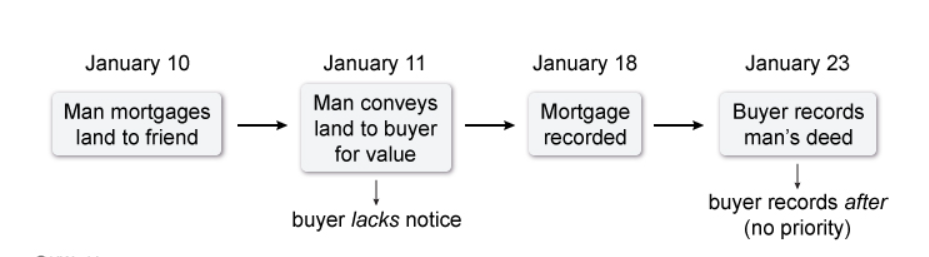 January 10
January 11
January 18
January 23
Man mortgages
land to friend
Man conveys
land to buyer
for value
Mortgage
recorded
Buyer records
man's deed
buyer lacks notice
buyer records after
(no priority)